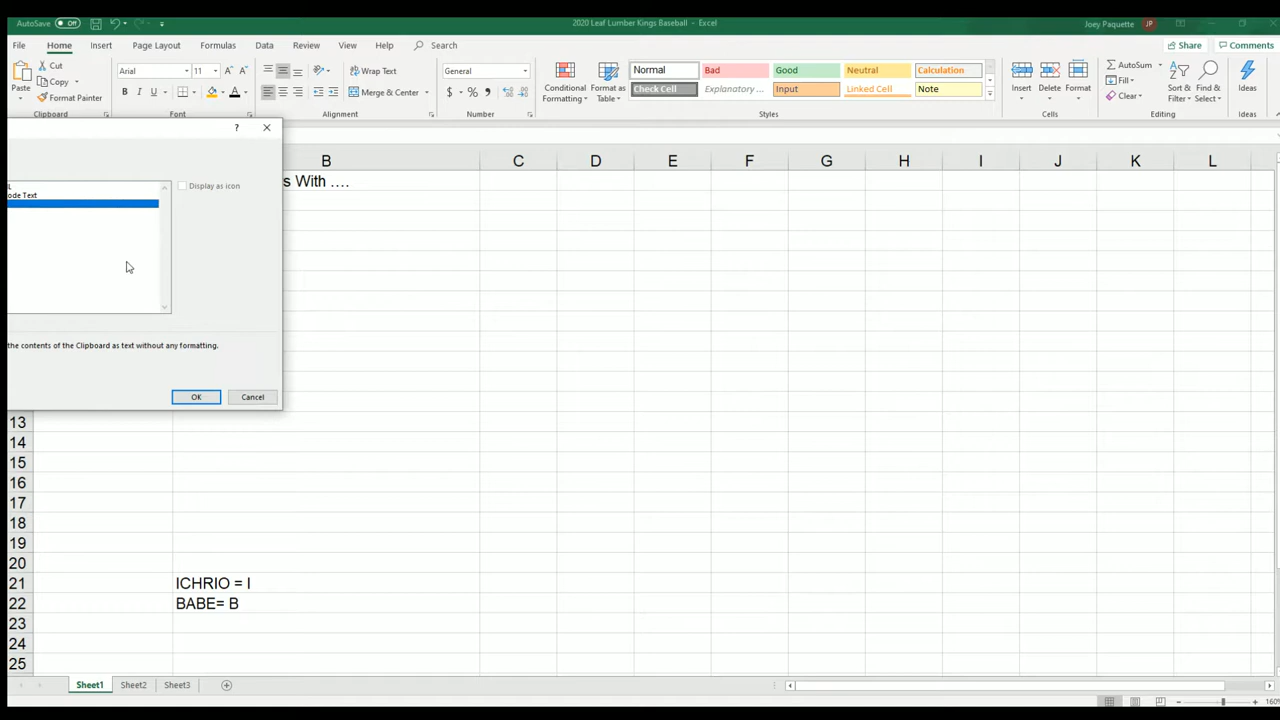 AutoSave Off 2020 Leaf Lumber Kings Baseball - Excel Joey Paquette JP
File Home Insert Page Layout Formulas Data Review View Help Search Share Comments
Cut Arial 11 A A Wrap Text General Normal Bad Good Neutral Calculation AutoSum
Copy Fill
Paste Format Painter B I U A Merge & Center $ % 9 Conditional Formatting Format as Table Check Cell Explanatory ... Input Linked Cell Note Insert Delete Format Clear Sort & Filter Find & Select Ideas
Clipboard Font Alignment Number Styles Cells Editing Ideas
? ×
B C D E F G H I J K L
s With ....
L Display as icon
ode Text
the contents of the Clipboard as text without any formatting.
OK Cancel
13
14
15
16
17
18
19
20
21 ICHRIO = I
22 BABE= B
23
24
25
Sheet1 Sheet2 Sheet3
160%